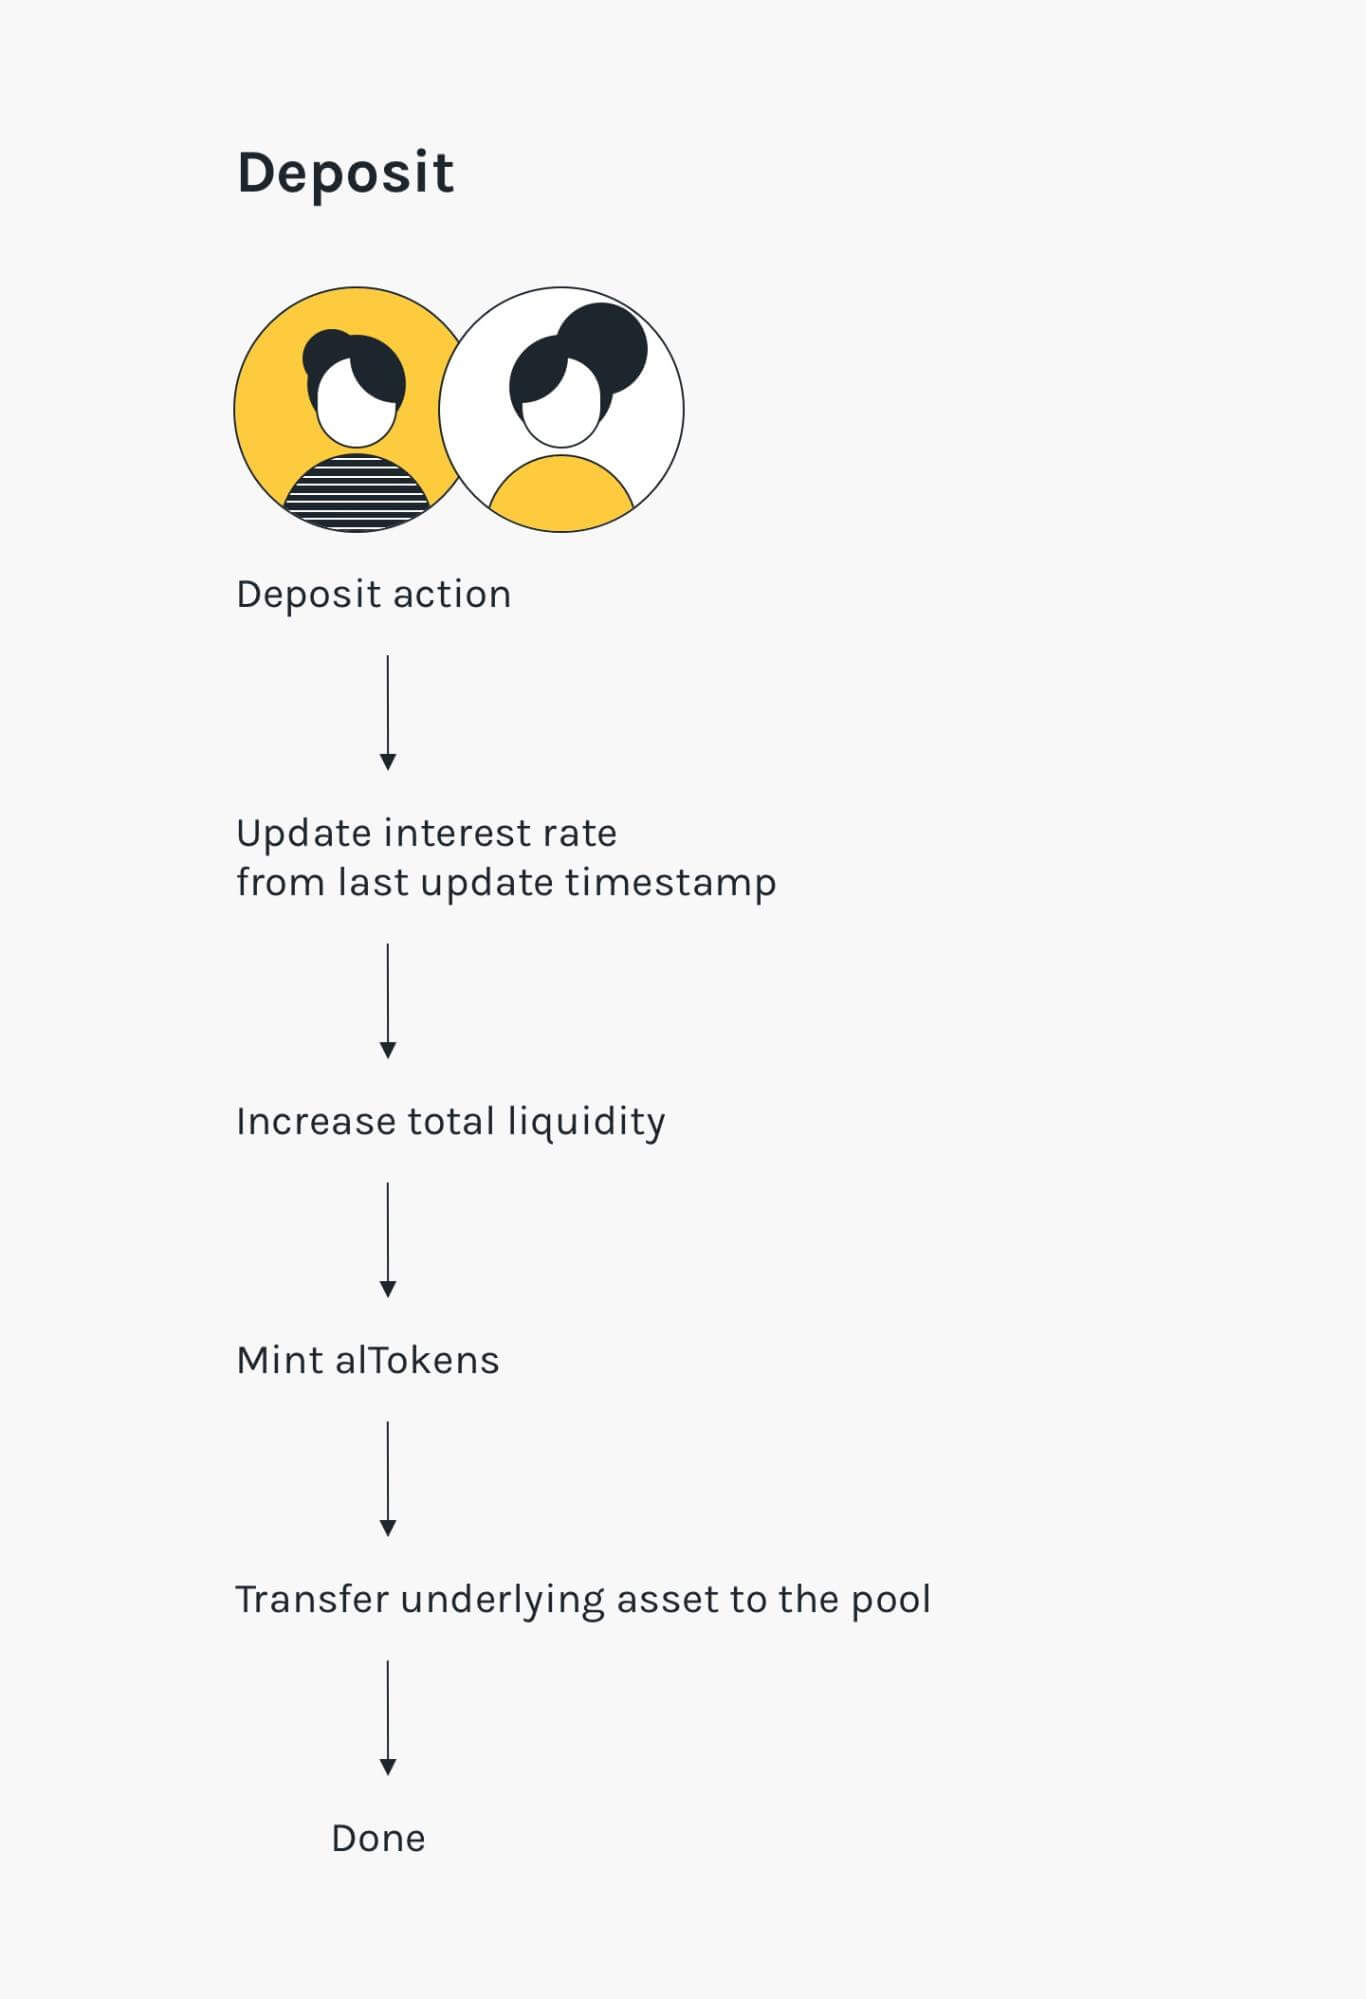 Deposit
Deposit action
Update interest rate
from last update timestamp
Increase total liquidity
Mint alTokens
Transfer underlying asset to the pool
Done